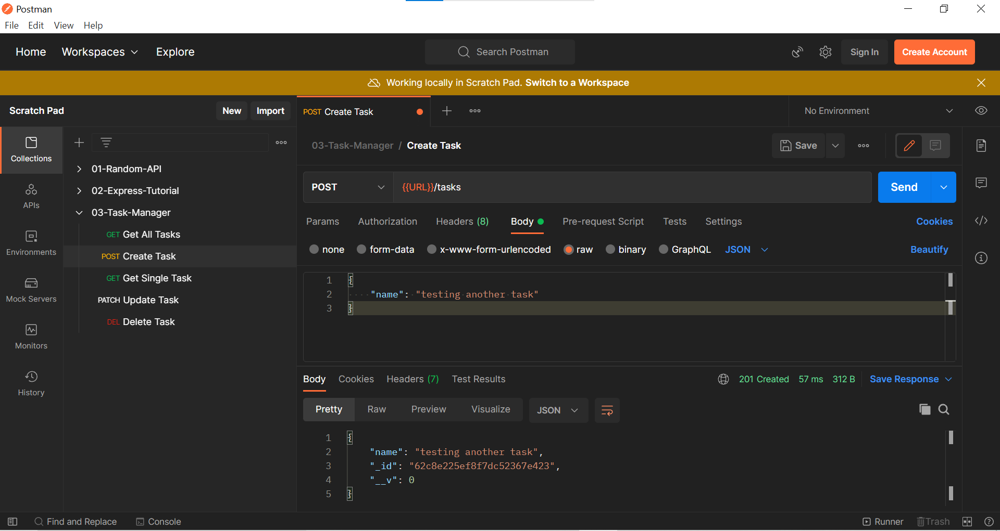 Postman
File Edit View Help
Home Workspaces Explore Search Postman Sign In Create Account
Working locally in Scratch Pad. Switch to a Workspace
Scratch Pad New Import POST Create Task No Environment
Collections
APIs
Environments
Mock Servers
Monitors
History
01-Random-API
02-Express-Tutorial
03-Task-Manager
GET Get All Tasks
POST Create Task
GET Get Single Task
PATCH Update Task
DEL Delete Task
03-Task-Manager / Create Task Save
POST {{URL}}/tasks Send
Params Authorization Headers (8) Body Pre-request Script Tests Settings Cookies
none form-data x-www-form-urlencoded raw binary GraphQL JSON Beautify
1 {
2 "name": "testing another task"
3 }
Body Cookies Headers (7) Test Results 201 Created 57 ms 312 B Save Response
Pretty Raw Preview Visualize JSON
1 {
2 "name": "testing another task",
3 "_id": "62c8e225ef8f7dc52367e423",
4 "__v": 0
5 }
Find and Replace Console Runner Trash